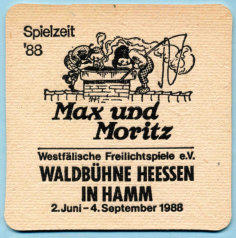 Spielzeit
'88
Max und
Moritz
Westfälische Freilichtspiele e.V.
WALDBÜHNE HEESSEN
IN HAMM
2. Juni - 4. September 1988